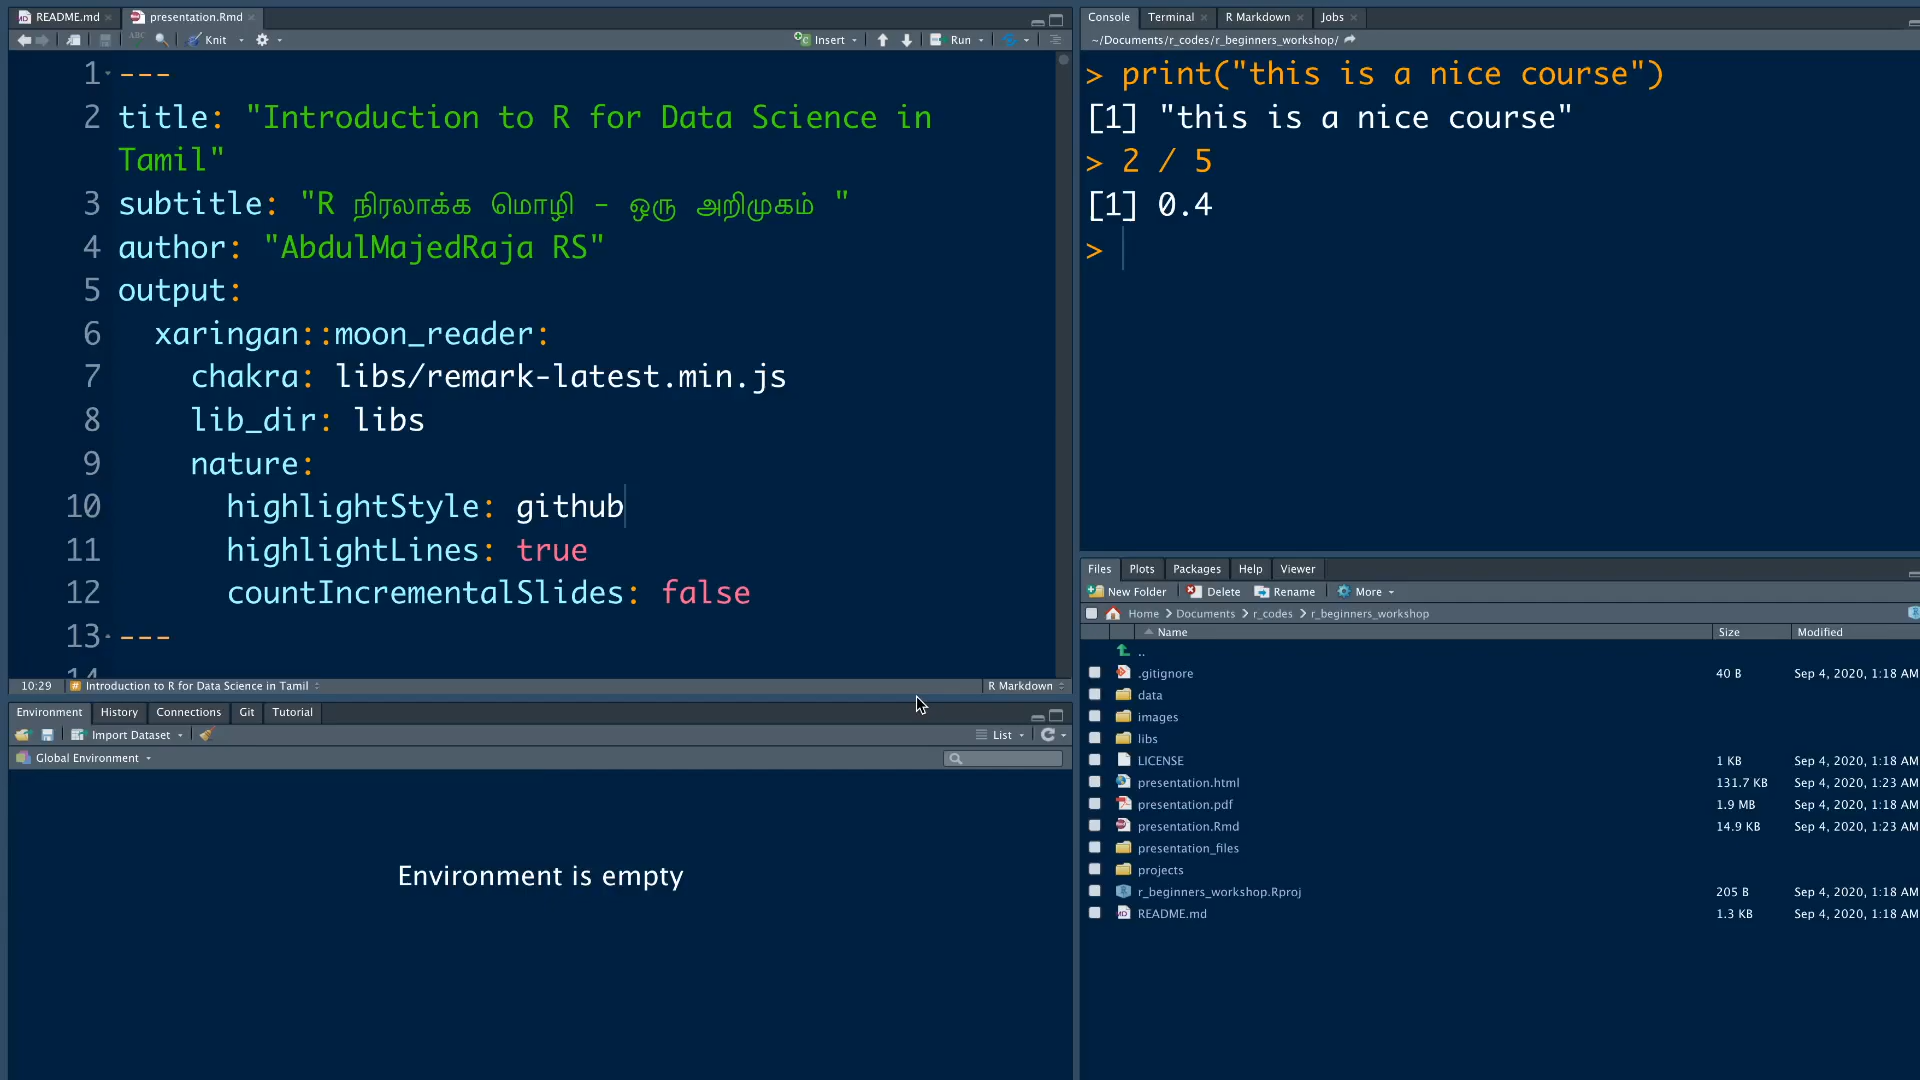 README.md
presentation.Rmd
ABC
Knit
Insert
Run
1 ---
2 title: "Introduction to R for Data Science in
Tamil"
3 subtitle: "R நிரலாக்க மொழி - ஒரு அறிமுகம் "
4 author: "AbdulMajedRaja RS"
5 output:
6 xaringan::moon_reader:
7 chakra: libs/remark-latest.min.js
8 lib_dir: libs
9 nature:
10 highlightStyle: github
11 highlightLines: true
12 countIncrementalSlides: false
13 ---
14
10:29 Introduction to R for Data Science in Tamil R Markdown
Environment History Connections Git Tutorial
Import Dataset List
Global Environment
Environment is empty
Console Terminal R Markdown Jobs
~/Documents/r_codes/r_beginners_workshop/
> print("this is a nice course")
[1] "this is a nice course"
> 2 / 5
[1] 0.4
>
Files Plots Packages Help Viewer
New Folder Delete Rename More
Home Documents r_codes r_beginners_workshop
Name Size Modified
..
.gitignore 40 B Sep 4, 2020, 1:18 AM
data
images
libs
LICENSE 1 KB Sep 4, 2020, 1:18 AM
presentation.html 131.7 KB Sep 4, 2020, 1:23 AM
presentation.pdf 1.9 MB Sep 4, 2020, 1:18 AM
presentation.Rmd 14.9 KB Sep 4, 2020, 1:23 AM
presentation_files
projects
r_beginners_workshop.Rproj 205 B Sep 4, 2020, 1:18 AM
README.md 1.3 KB Sep 4, 2020, 1:18 AM